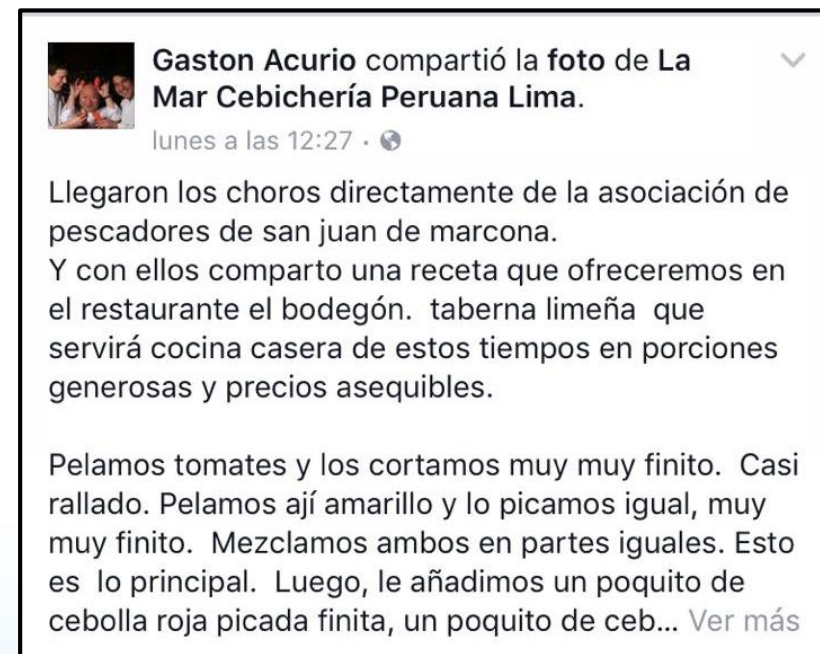 Gaston Acurio compartió la foto de La
Mar Cebichería Peruana Lima.
lunes a las 12:27 ·
Llegaron los choros directamente de la asociación de
pescadores de san juan de marcona.
Y con ellos comparto una receta que ofreceremos en
el restaurante el bodegón.  taberna limeña  que
servirá cocina casera de estos tiempos en porciones
generosas y precios asequibles.

Pelamos tomates y los cortamos muy muy finito.  Casi
rallado. Pelamos ají amarillo y lo picamos igual, muy
muy finito.  Mezclamos ambos en partes iguales. Esto
es  lo principal.  Luego, le añadimos un poquito de
cebolla roja picada finita, un poquito de ceb... Ver más